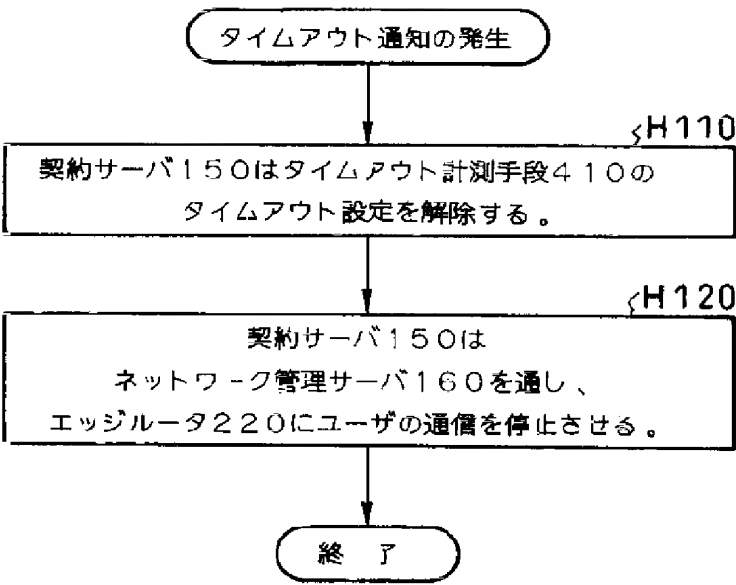 タイムアウト通知の発生
H110
契約サーバ150はタイムアウト計測手段410の
タイムアウト設定を解除する。
H120
契約サーバ150は
ネットワーク管理サーバ160を通し、
エッジルータ220にユーザの通信を停止させる。
終 了